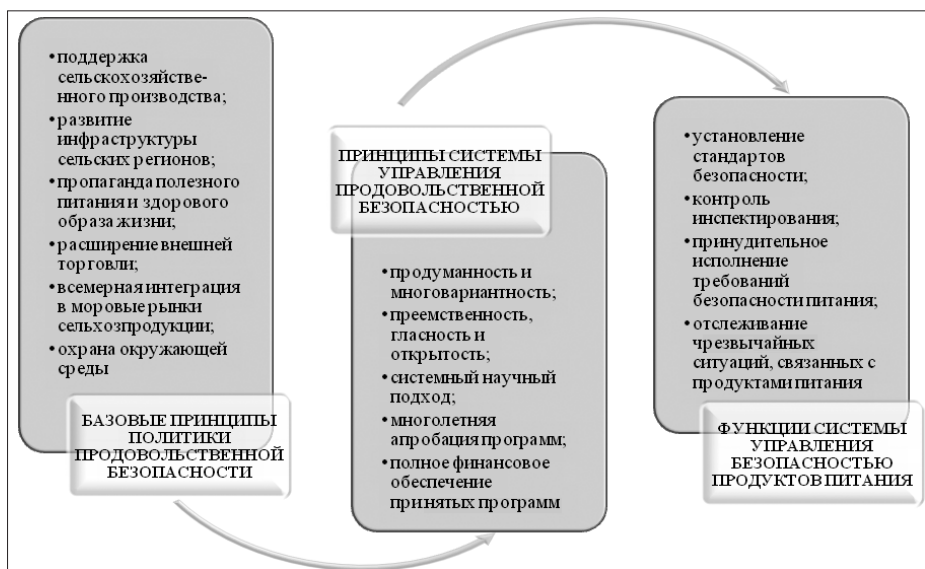 •поддержка
сельскохозяйстве-
нного производства;
•развитие
инфраструктуры
сельских регионов;
•пропаганда полезного
питания и здорового
образа жизни;
•расширение внешней
торговли;
•всемерная интеграция
в моровые рынки
сельхозпродукции;
•охрана окружающей
среды
БАЗОВЫЕ ПРИНЦИПЫ
ПОЛИТИКИ
ПРОДОВОЛЬСТВЕННОЙ
БЕЗОПАСНОСТИ
ПРИНЦИПЫ СИСТЕМЫ
УПРАВЛЕНИЯ
ПРОДОВОЛЬСТВЕННОЙ
БЕЗОПАСНОСТЬЮ
•продуманность и
многовариантность;
•преемственность,
гласность и
открытость;
•системный научный
подход;
•многолетняя
апробация программ;
•полное финансовое
обеспечение
принятых программ
•установление
стандартов
безопасности;
•контроль
инспектирования;
•принудительное
исполнение
требований
безопасности питания;
•отслеживание
чрезвычайных
ситуаций, связанных с
продуктами питания
ФУНКЦИИ СИСТЕМЫ
УПРАВЛЕНИЯ
БЕЗОПАСНОСТЬЮ
ПРОДУКТОВ ПИТАНИЯ